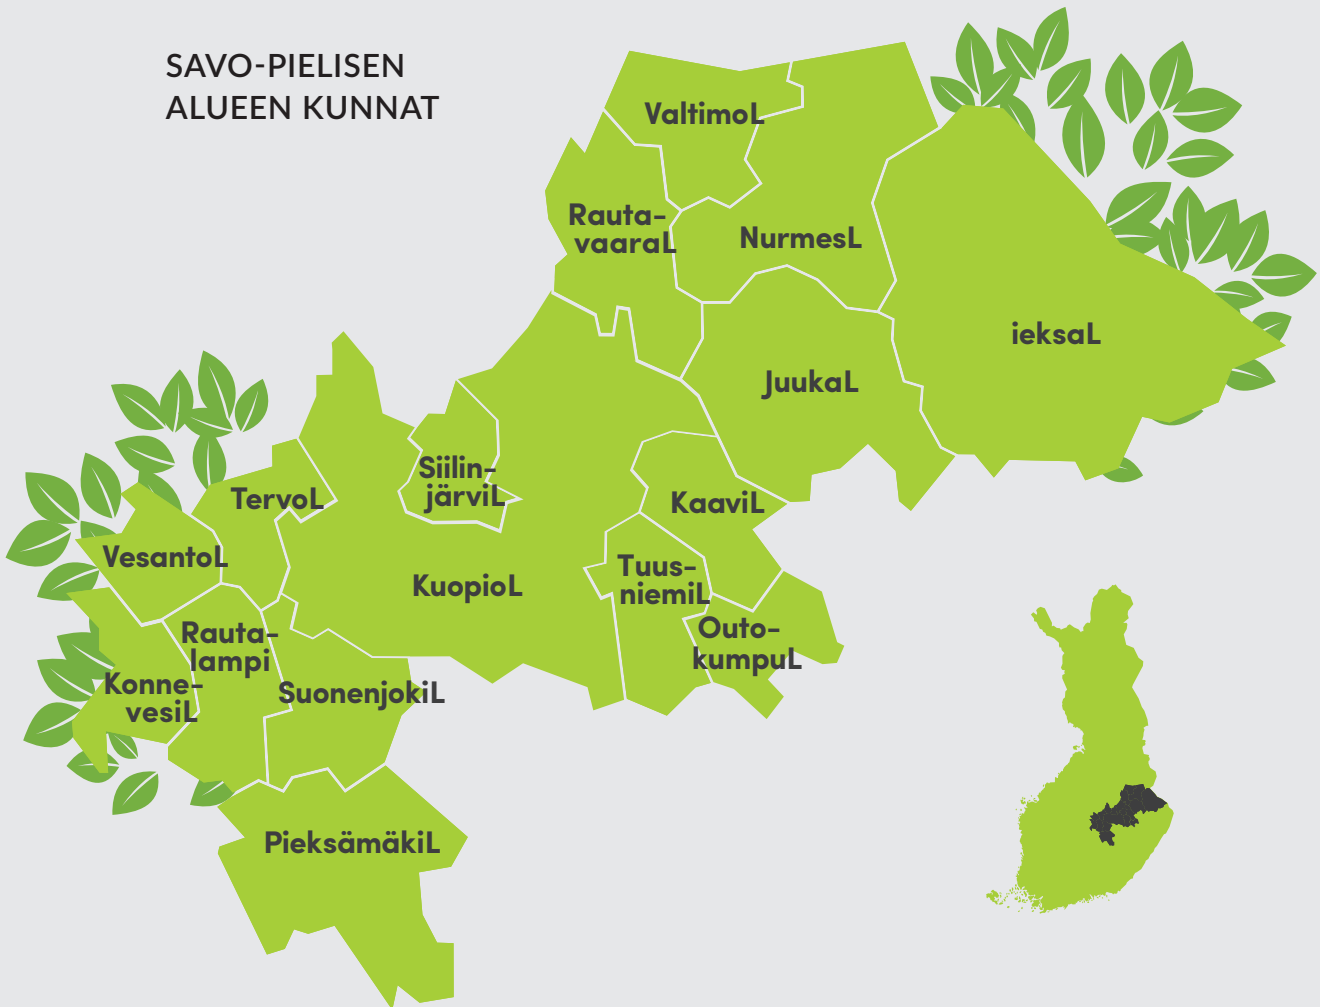 SAVO-PIELISEN
ALUEEN KUNNAT
ValtimoL
Rauta-
vaaraL
NurmesL
ieksaL
JuukaL
Siilin-
järviL
TervoL
KaaviL
VesantoL
KuopioL
Tuus-
niemiL
Outo-
kumpuL
Rauta-
lampi
Konne-
vesiL
SuonenjokiL
PieksämäkiL